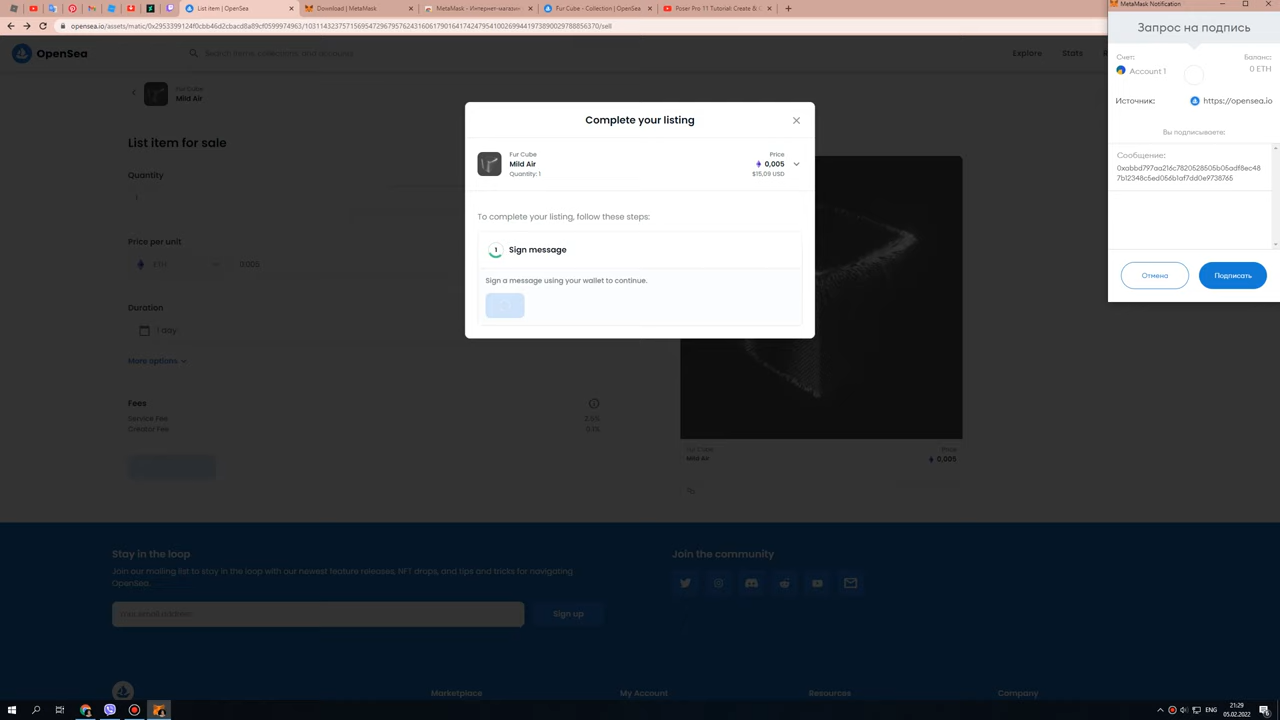 List item | OpenSea
Download | MetaMask
MetaMask - Интернет-магазин
Fur Cube - Collection | OpenSea
Poser Pro 11 Tutorial: Create &
MetaMask Notification
opensea.io/assets/matic/0x2953399124f0cbb46d2cbacd8a89cf0599974963/103114323757156954729679576243160617901641742479541002699441973890029788856370/sell
OpenSea
Search items, collections, and accounts
Explore
Stats
Запрос на подпись
Счет:
Баланс:
Account 1
0 ETH
Источник:
https://opensea.io
Вы подписываете:
Сообщение:
0xabbd797aa216c7820528505b05adf8ec48
7b12348c5ed056b1af7dd0e9738765
Отмена
Подписать
Fur Cube
Mild Air
List item for sale
Quantity
1
Price per unit
ETH
0.005
Duration
1 day
More options
Fees
Service Fee
2.5%
Creator Fee
0.1%
Complete your listing
Fur Cube
Mild Air
Quantity: 1
Price
0,005
$15,09 USD
To complete your listing, follow these steps:
1
Sign message
Sign a message using your wallet to continue.
Fur Cube
Mild Air
Price
0,005
Stay in the loop
Join our mailing list to stay in the loop with our newest feature releases, NFT drops, and tips and tricks for navigating
OpenSea.
Your email address
Sign up
Join the community
Marketplace
My Account
Resources
Company
ENG
21:29
05.02.2022